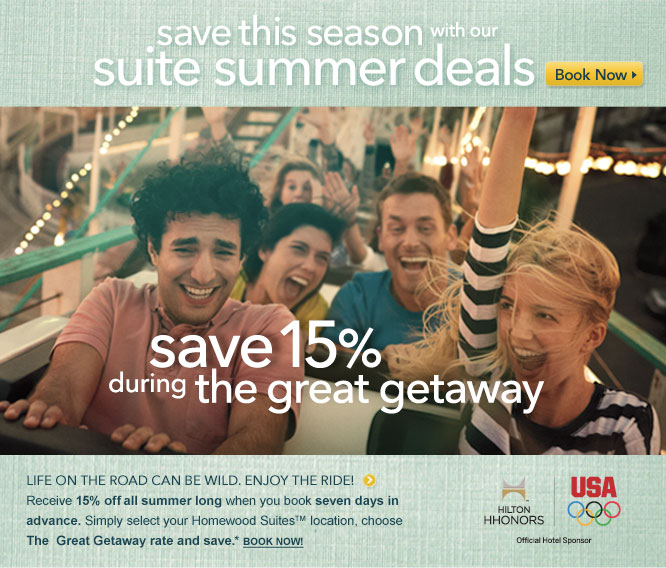 save this season with our
suite summer deals
Book Now
save 15%
during the great getaway
LIFE ON THE ROAD CAN BE WILD. ENJOY THE RIDE!
Receive 15% off all summer long when you book seven days in
advance. Simply select your Homewood Suites™ location, choose
The Great Getaway rate and save.* BOOK NOW!
HILTON
HHONORS
USA
Official Hotel Sponsor